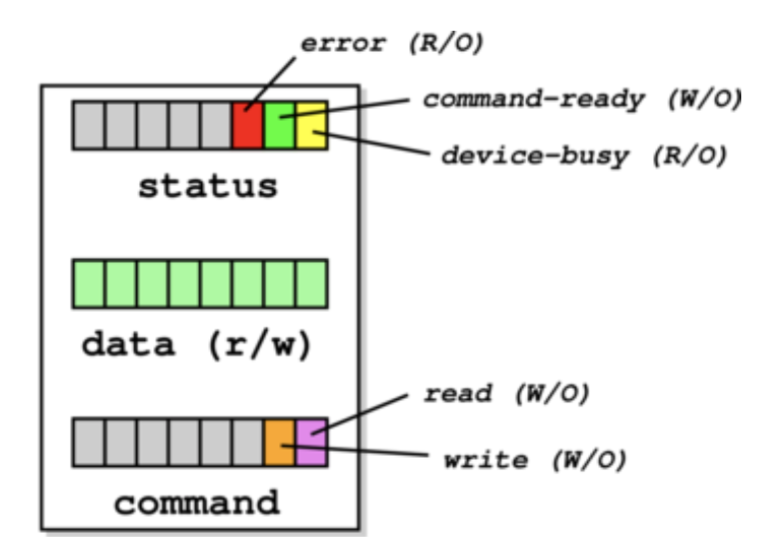 error (R/O)
command-ready (W/O)
device-busy (R/O)
status
data (r/w)
read (W/O)
write (W/O)
command